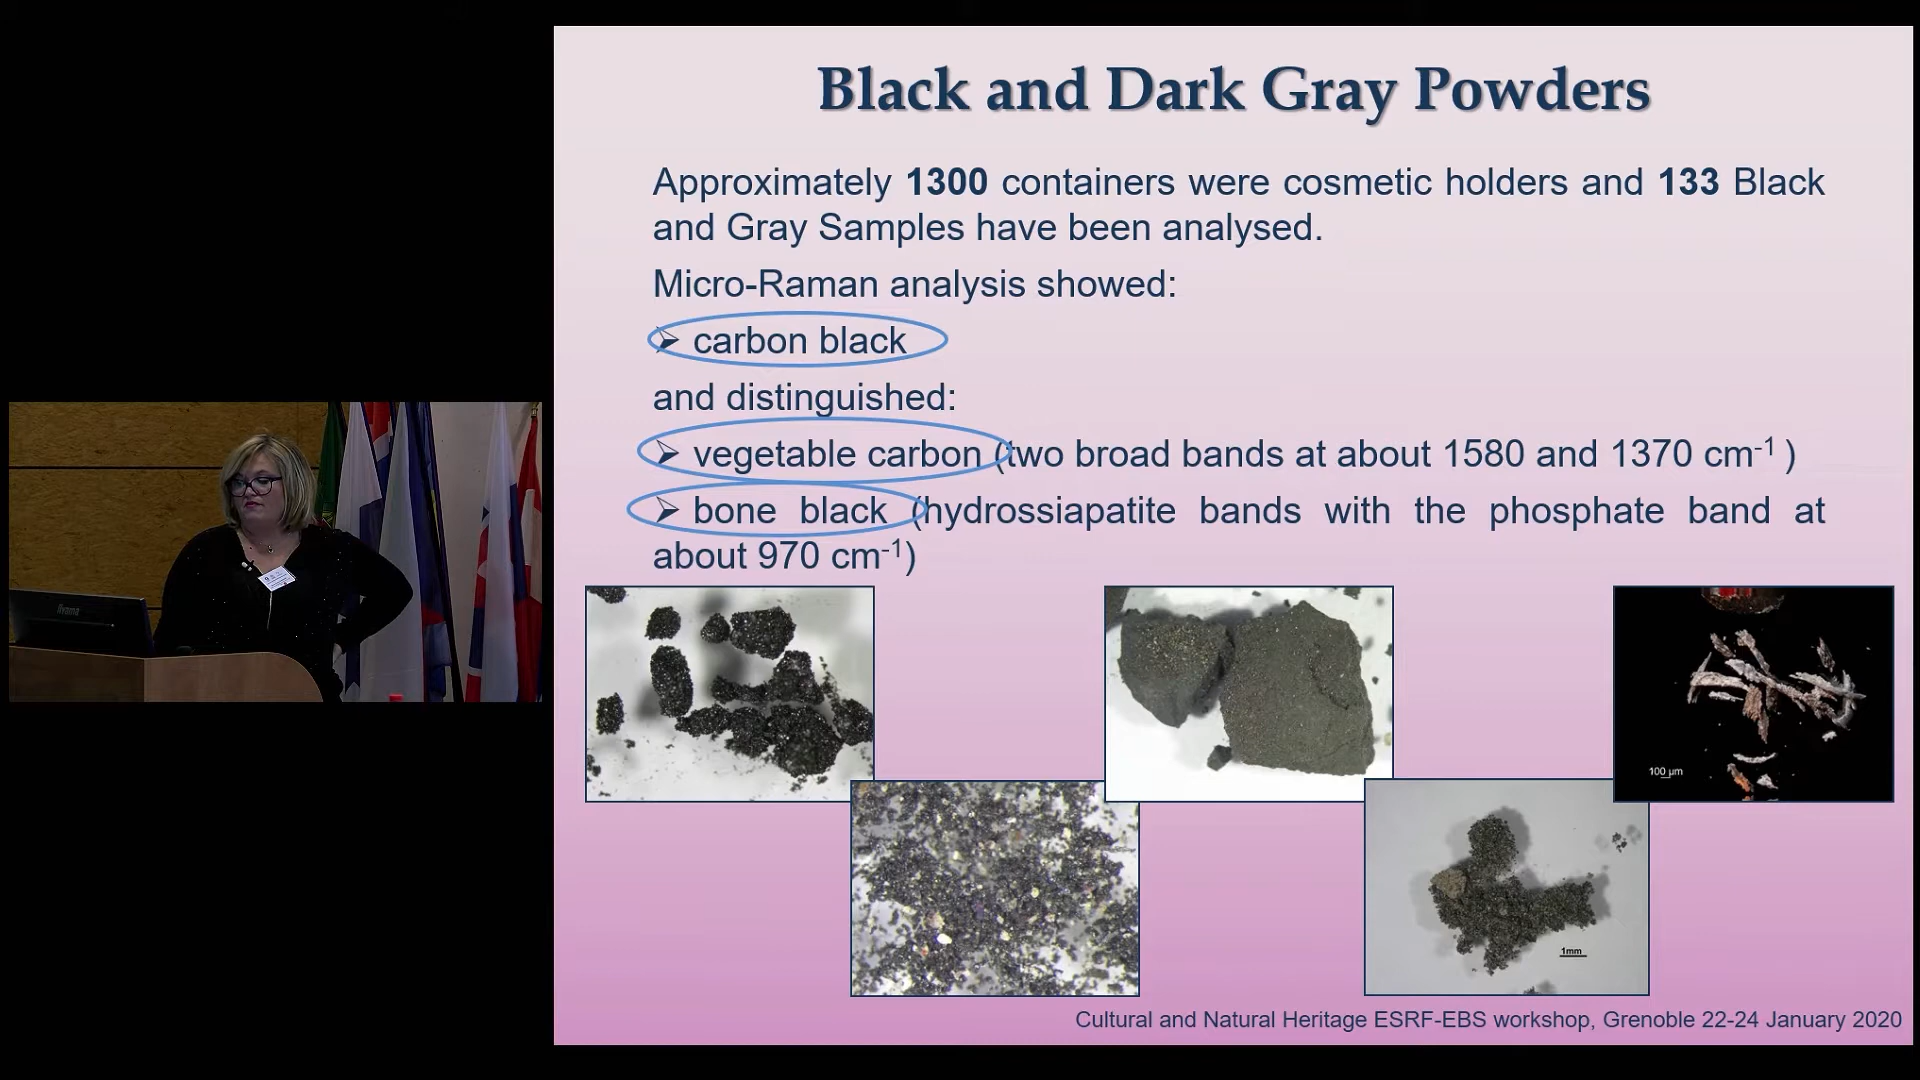 Black and Dark Gray Powders
Approximately 1300 containers were cosmetic holders and 133 Black
and Gray Samples have been analysed.
Micro-Raman analysis showed:
➢ carbon black
and distinguished:
➢ vegetable carbon (two broad bands at about 1580 and 1370 cm-1 )
➢ bone black (hydrossiapatite bands with the phosphate band at
about 970 cm-1)
iiyama
100 µm
1mm
Cultural and Natural Heritage ESRF-EBS workshop, Grenoble 22-24 January 2020